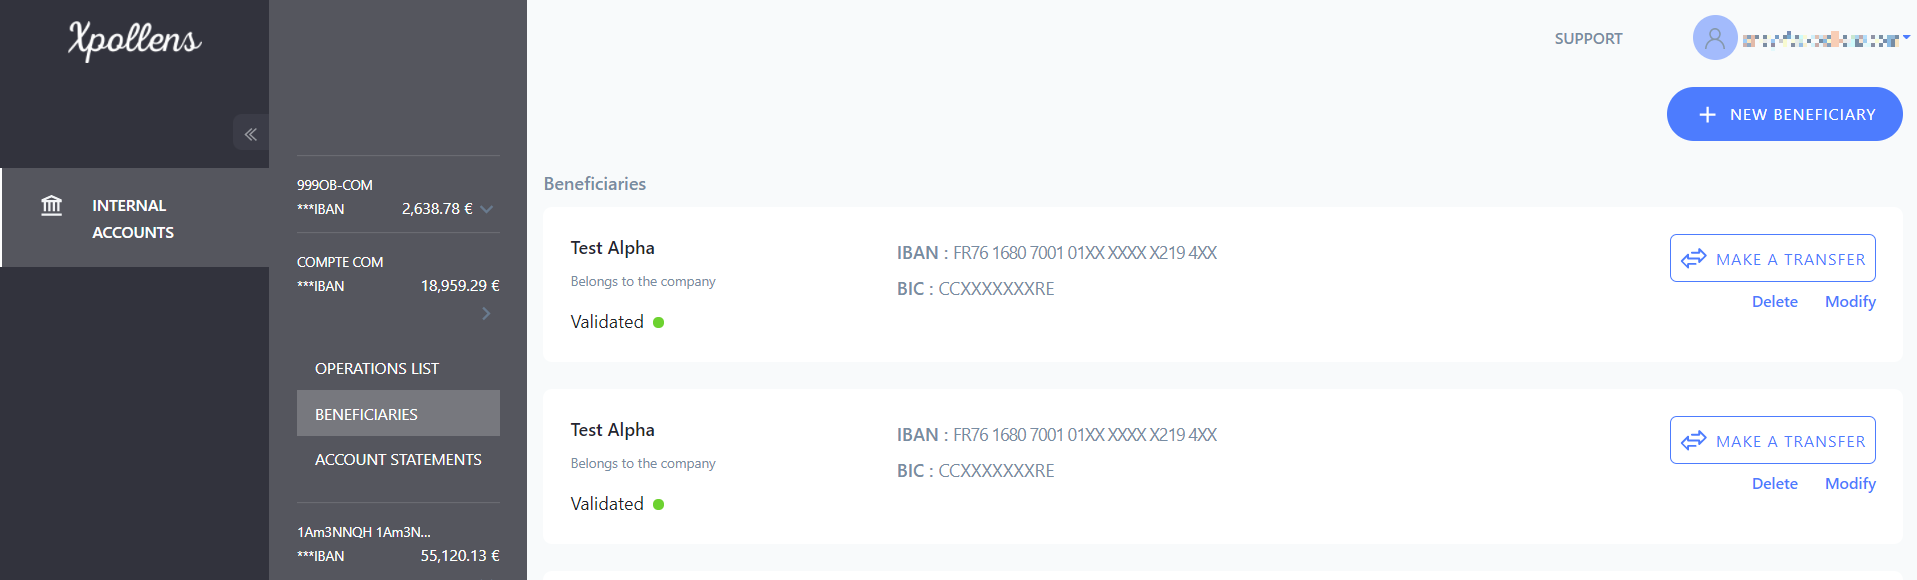 Xpollens
SUPPORT
NEW BENEFICIARY
INTERNAL
ACCOUNTS
999OB-COM
***IBAN 2,638.78 €
COMPTE COM
***IBAN 18,959.29 €
OPERATIONS LIST
BENEFICIARIES
ACCOUNT STATEMENTS
1Am3NNQH 1Am3N...
***IBAN 55,120.13 €
Beneficiaries
Test Alpha
Belongs to the company
Validated
IBAN : FR76 1680 7001 01XX XXXX X219 4XX
BIC : CCXXXXXXXRE
MAKE A TRANSFER
Delete Modify
Test Alpha
Belongs to the company
Validated
IBAN : FR76 1680 7001 01XX XXXX X219 4XX
BIC : CCXXXXXXXRE
MAKE A TRANSFER
Delete Modify